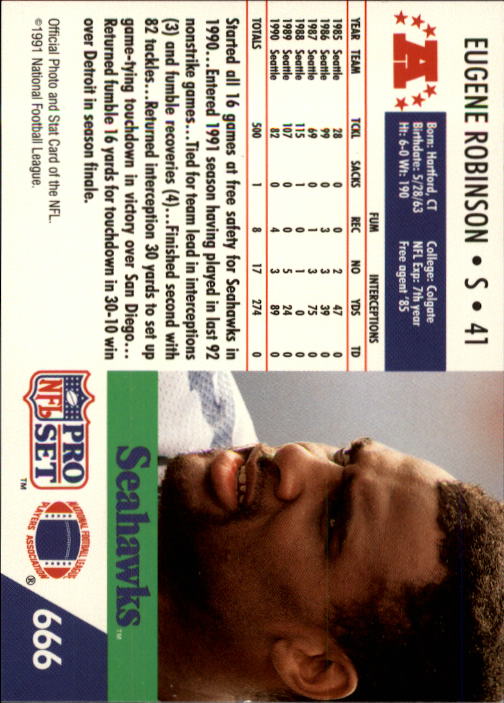 EUGENE ROBINSON • S • 41
A
Born: Hartford, CT
Birthdate: 5/28/63
Ht: 6-0 Wt: 190
College: Colgate
NFL Exp: 7th year
Free agent '85
FUM INTERCEPTIONS
YEAR TEAM TCKL SACKS REC NO YDS TD
1985 Seattle 28 0 0 2 47 0
1986 Seattle 99 0 3 3 39 0
1987 Seattle 69 0 1 3 75 0
1988 Seattle 115 1 0 1 0 0
1989 Seattle 107 0 0 5 24 0
1990 Seattle 82 0 4 3 89 0
TOTALS 500 1 8 17 274 0
Started all 16 games at free safety for Seahawks in
1990...Entered 1991 season having played in last 92
nonstrike games...Tied for team lead in interceptions
(3) and fumble recoveries (4)...Finished second with
82 tackles...Returned interception 30 yards to set up
game-tying touchdown in victory over San Diego...
Returned fumble 16 yards for touchdown in 30-10 win
over Detroit in season finale.
Official Photo and Stat Card of the NFL.
©1991 National Football League.
Seahawks™
PRO
NFL SET™
NATIONAL FOOTBALL LEAGUE
PLAYERS ASSOCIATION®
666